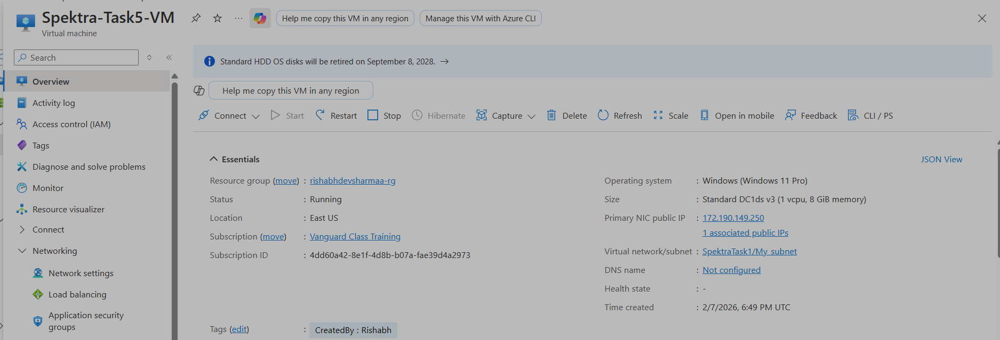 Spektra-Task5-VM
Help me copy this VM in any region
Manage this VM with Azure CLI
Virtual machine
Search
Overview
Activity log
Access control (IAM)
Tags
Diagnose and solve problems
Monitor
Resource visualizer
Connect
Networking
Network settings
Load balancing
Application security
groups
Standard HDD OS disks will be retired on September 8, 2028.
Help me copy this VM in any region
Connect Start Restart Stop Hibernate Capture Delete Refresh Scale Open in mobile Feedback CLI / PS
Essentials
JSON View
Resource group (move) : rishabhdevsharmaa-rg
Status : Running
Location : East US
Subscription (move) : Vanguard Class Training
Subscription ID : 4dd60a42-8e1f-4d8b-b07a-fae39d4a2973
Operating system : Windows (Windows 11 Pro)
Size : Standard DC1ds v3 (1 vcpu, 8 GiB memory)
Primary NIC public IP : 172.190.149.250
1 associated public IPs
Virtual network/subnet : SpektraTask1/My_subnet
DNS name : Not configured
Health state : -
Time created : 2/7/2026, 6:49 PM UTC
Tags (edit) : CreatedBy : Rishabh